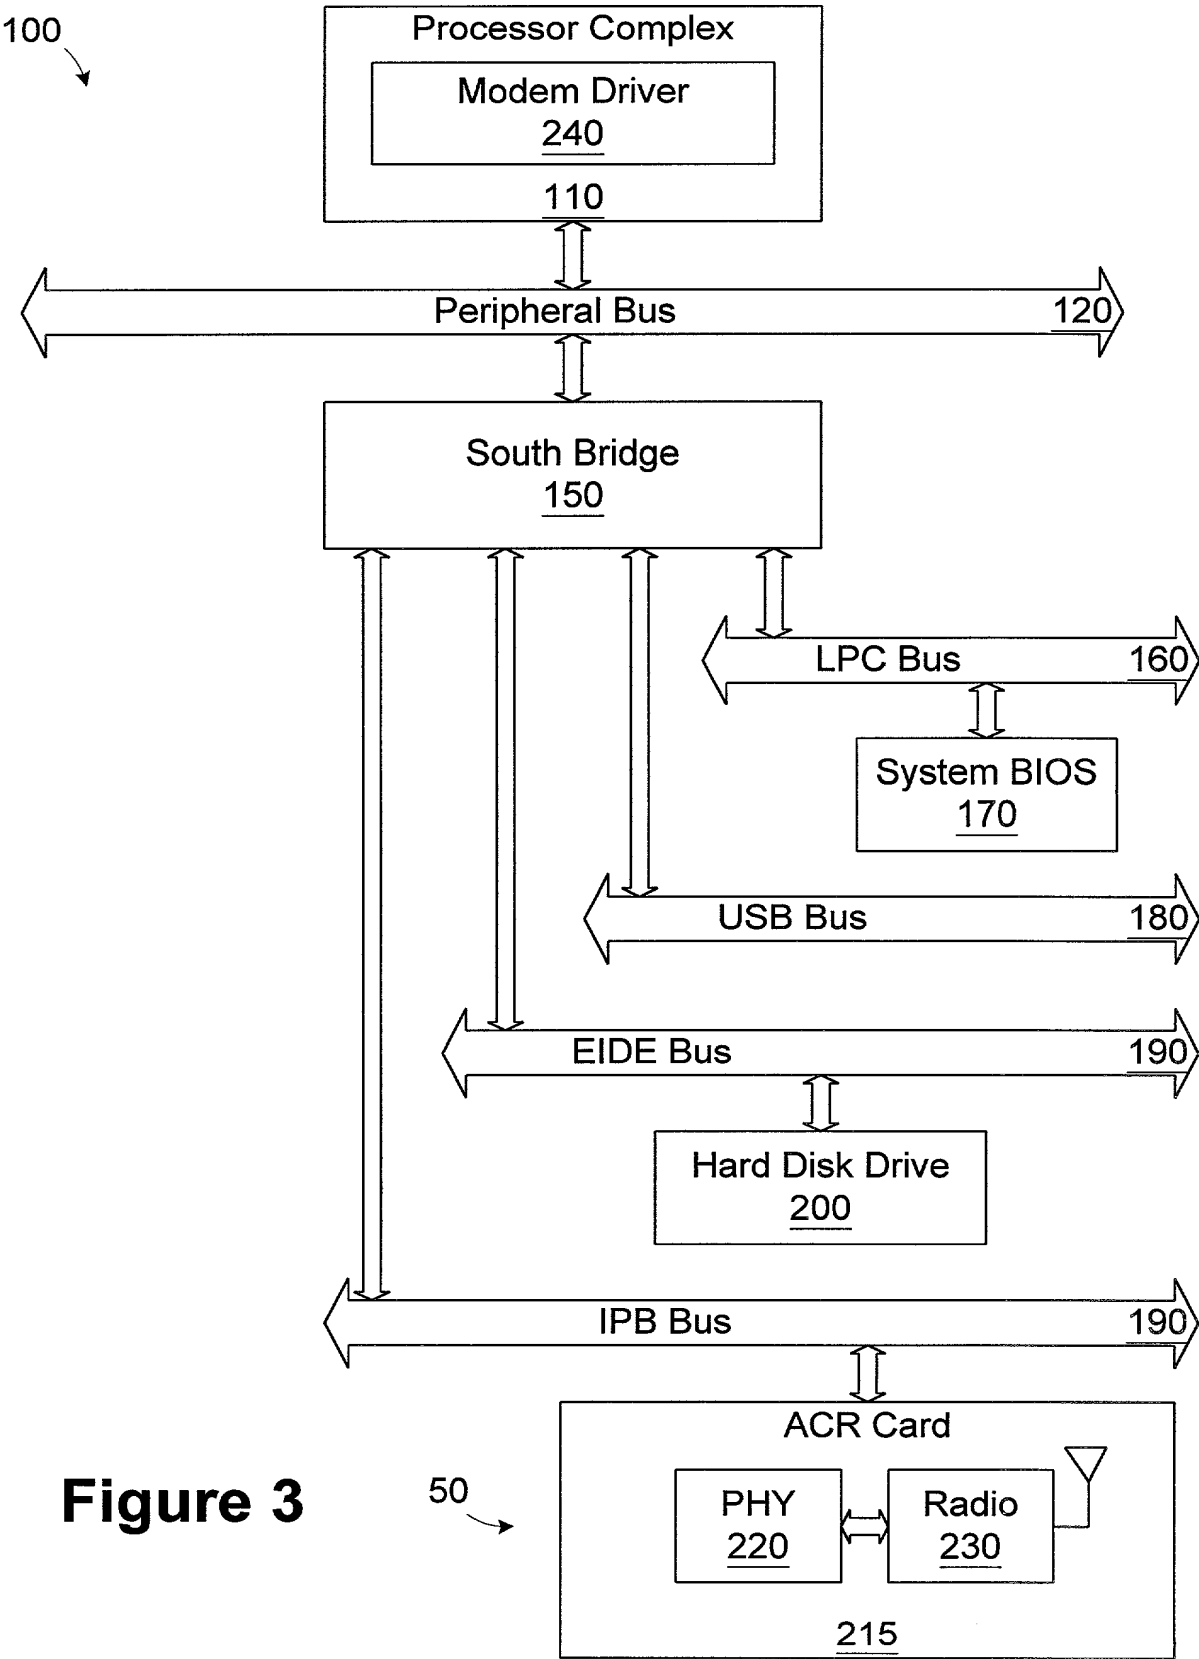 100
Processor Complex
Modem Driver
240
110
Peripheral Bus 120
South Bridge
150
LPC Bus 160
System BIOS
170
USB Bus 180
EIDE Bus 190
Hard Disk Drive
200
IPB Bus 190
ACR Card
Figure 3
50
PHY
220
Radio
230
215